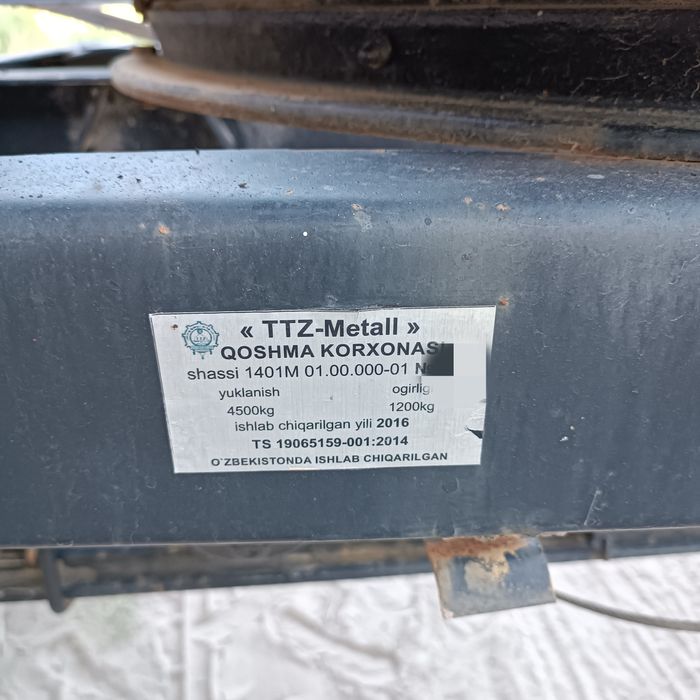 « TTZ-Metall »
QOSHMA KORXONASI
shassi 1401M 01.00.000-01
yuklanish
4500kg 1200kg
ishlab chiqarilgan yili 2016
TS 19065159-001:2014
O'ZBEKISTONDA ISHLAB CHIQARILGAN